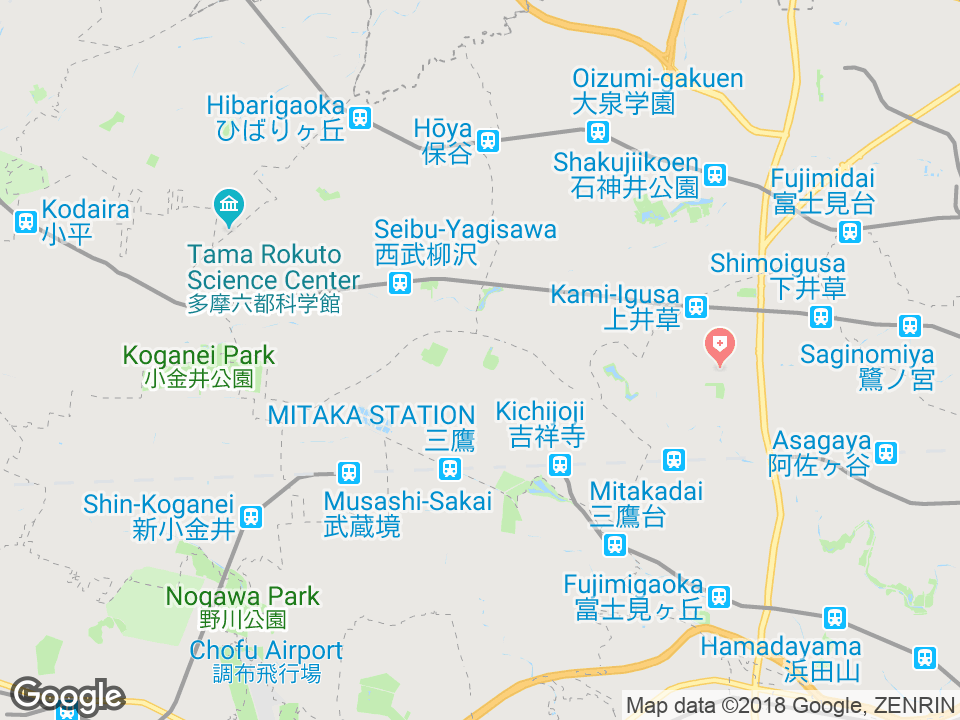 Oizumi-gakuen
大泉学園
Hibarigaoka
ひばりヶ丘
Hōya
保谷
Shakujiikoen
石神井公園
Fujimidai
富士見台
Kodaira
小平
Seibu-Yagisawa
西武柳沢
Tama Rokuto
Science Center
多摩六都科学館
Shimoigusa
下井草
Kami-Igusa
上井草
Koganei Park
小金井公園
Saginomiya
鷺ノ宮
MITAKA STATION
三鷹
Kichijoji
吉祥寺
Asagaya
阿佐ヶ谷
Shin-Koganei
新小金井
Musashi-Sakai
武蔵境
Mitakadai
三鷹台
Fujimigaoka
富士見ヶ丘
Nogawa Park
野川公園
Chofu Airport
調布飛行場
Hamadayama
浜田山
Google
Map data ©2018 Google, ZENRIN